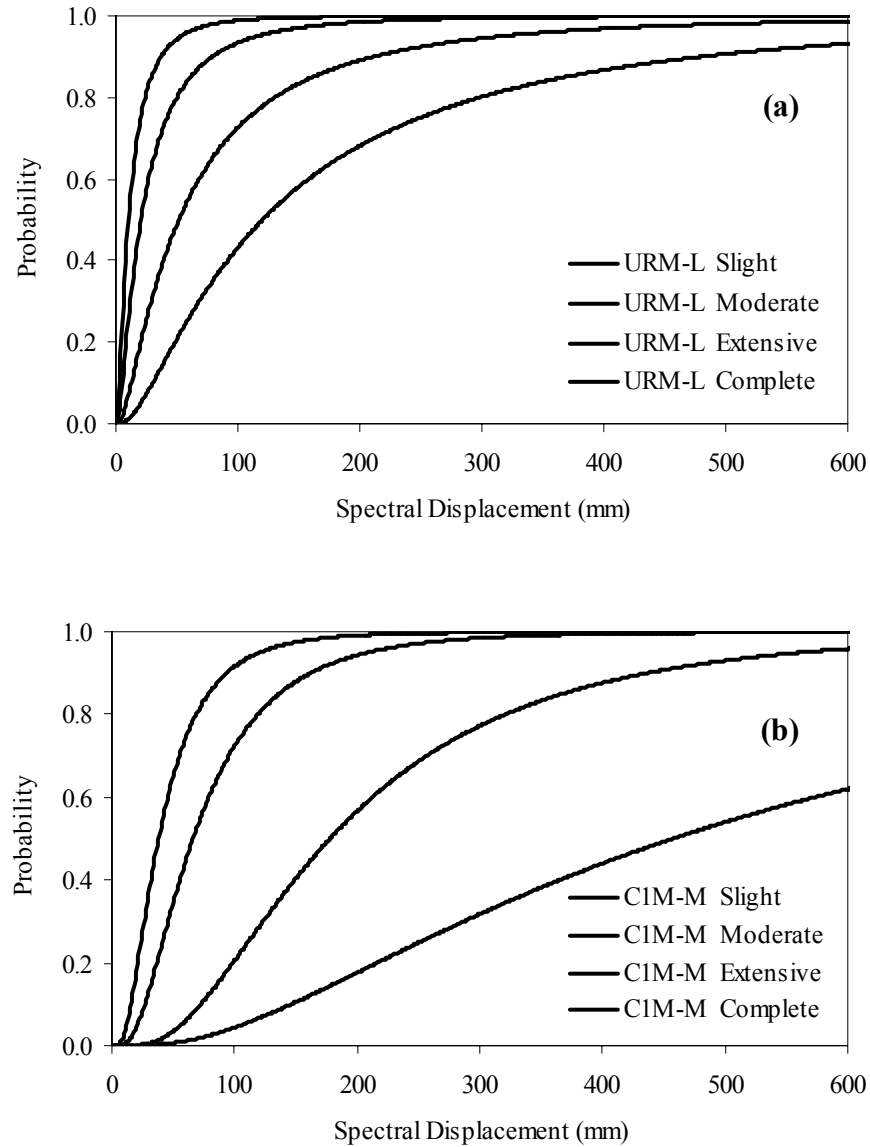 1.0
0.8
0.6
0.4
0.2
0.0
Probability
(a)
URM-L Slight
URM-L Moderate
URM-L Extensive
URM-L Complete
0 100 200 300 400 500 600
Spectral Displacement (mm)
1.0
0.8
0.6
0.4
0.2
0.0
Probability
(b)
C1M-M Slight
C1M-M Moderate
C1M-M Extensive
C1M-M Complete
0 100 200 300 400 500 600
Spectral Displacement (mm)